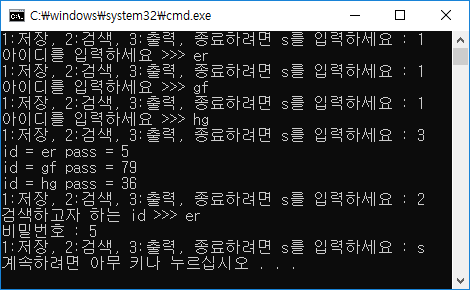 C:\windows\system32\cmd.exe
1:저장, 2:검색, 3:출력, 종료하려면 s를 입력하세요 : 1
아이디를 입력하세요 >>> er
1:저장, 2:검색, 3:출력, 종료하려면 s를 입력하세요 : 1
아이디를 입력하세요 >>> gf
1:저장, 2:검색, 3:출력, 종료하려면 s를 입력하세요 : 1
아이디를 입력하세요 >>> hg
1:저장, 2:검색, 3:출력, 종료하려면 s를 입력하세요 : 3
id = er pass = 5
id = gf pass = 79
id = hg pass = 36
1:저장, 2:검색, 3:출력, 종료하려면 s를 입력하세요 : 2
검색하고자 하는 id >>> er
비밀번호 : 5
1:저장, 2:검색, 3:출력, 종료하려면 s를 입력하세요 : s
계속하려면 아무 키나 누르십시오 . . .